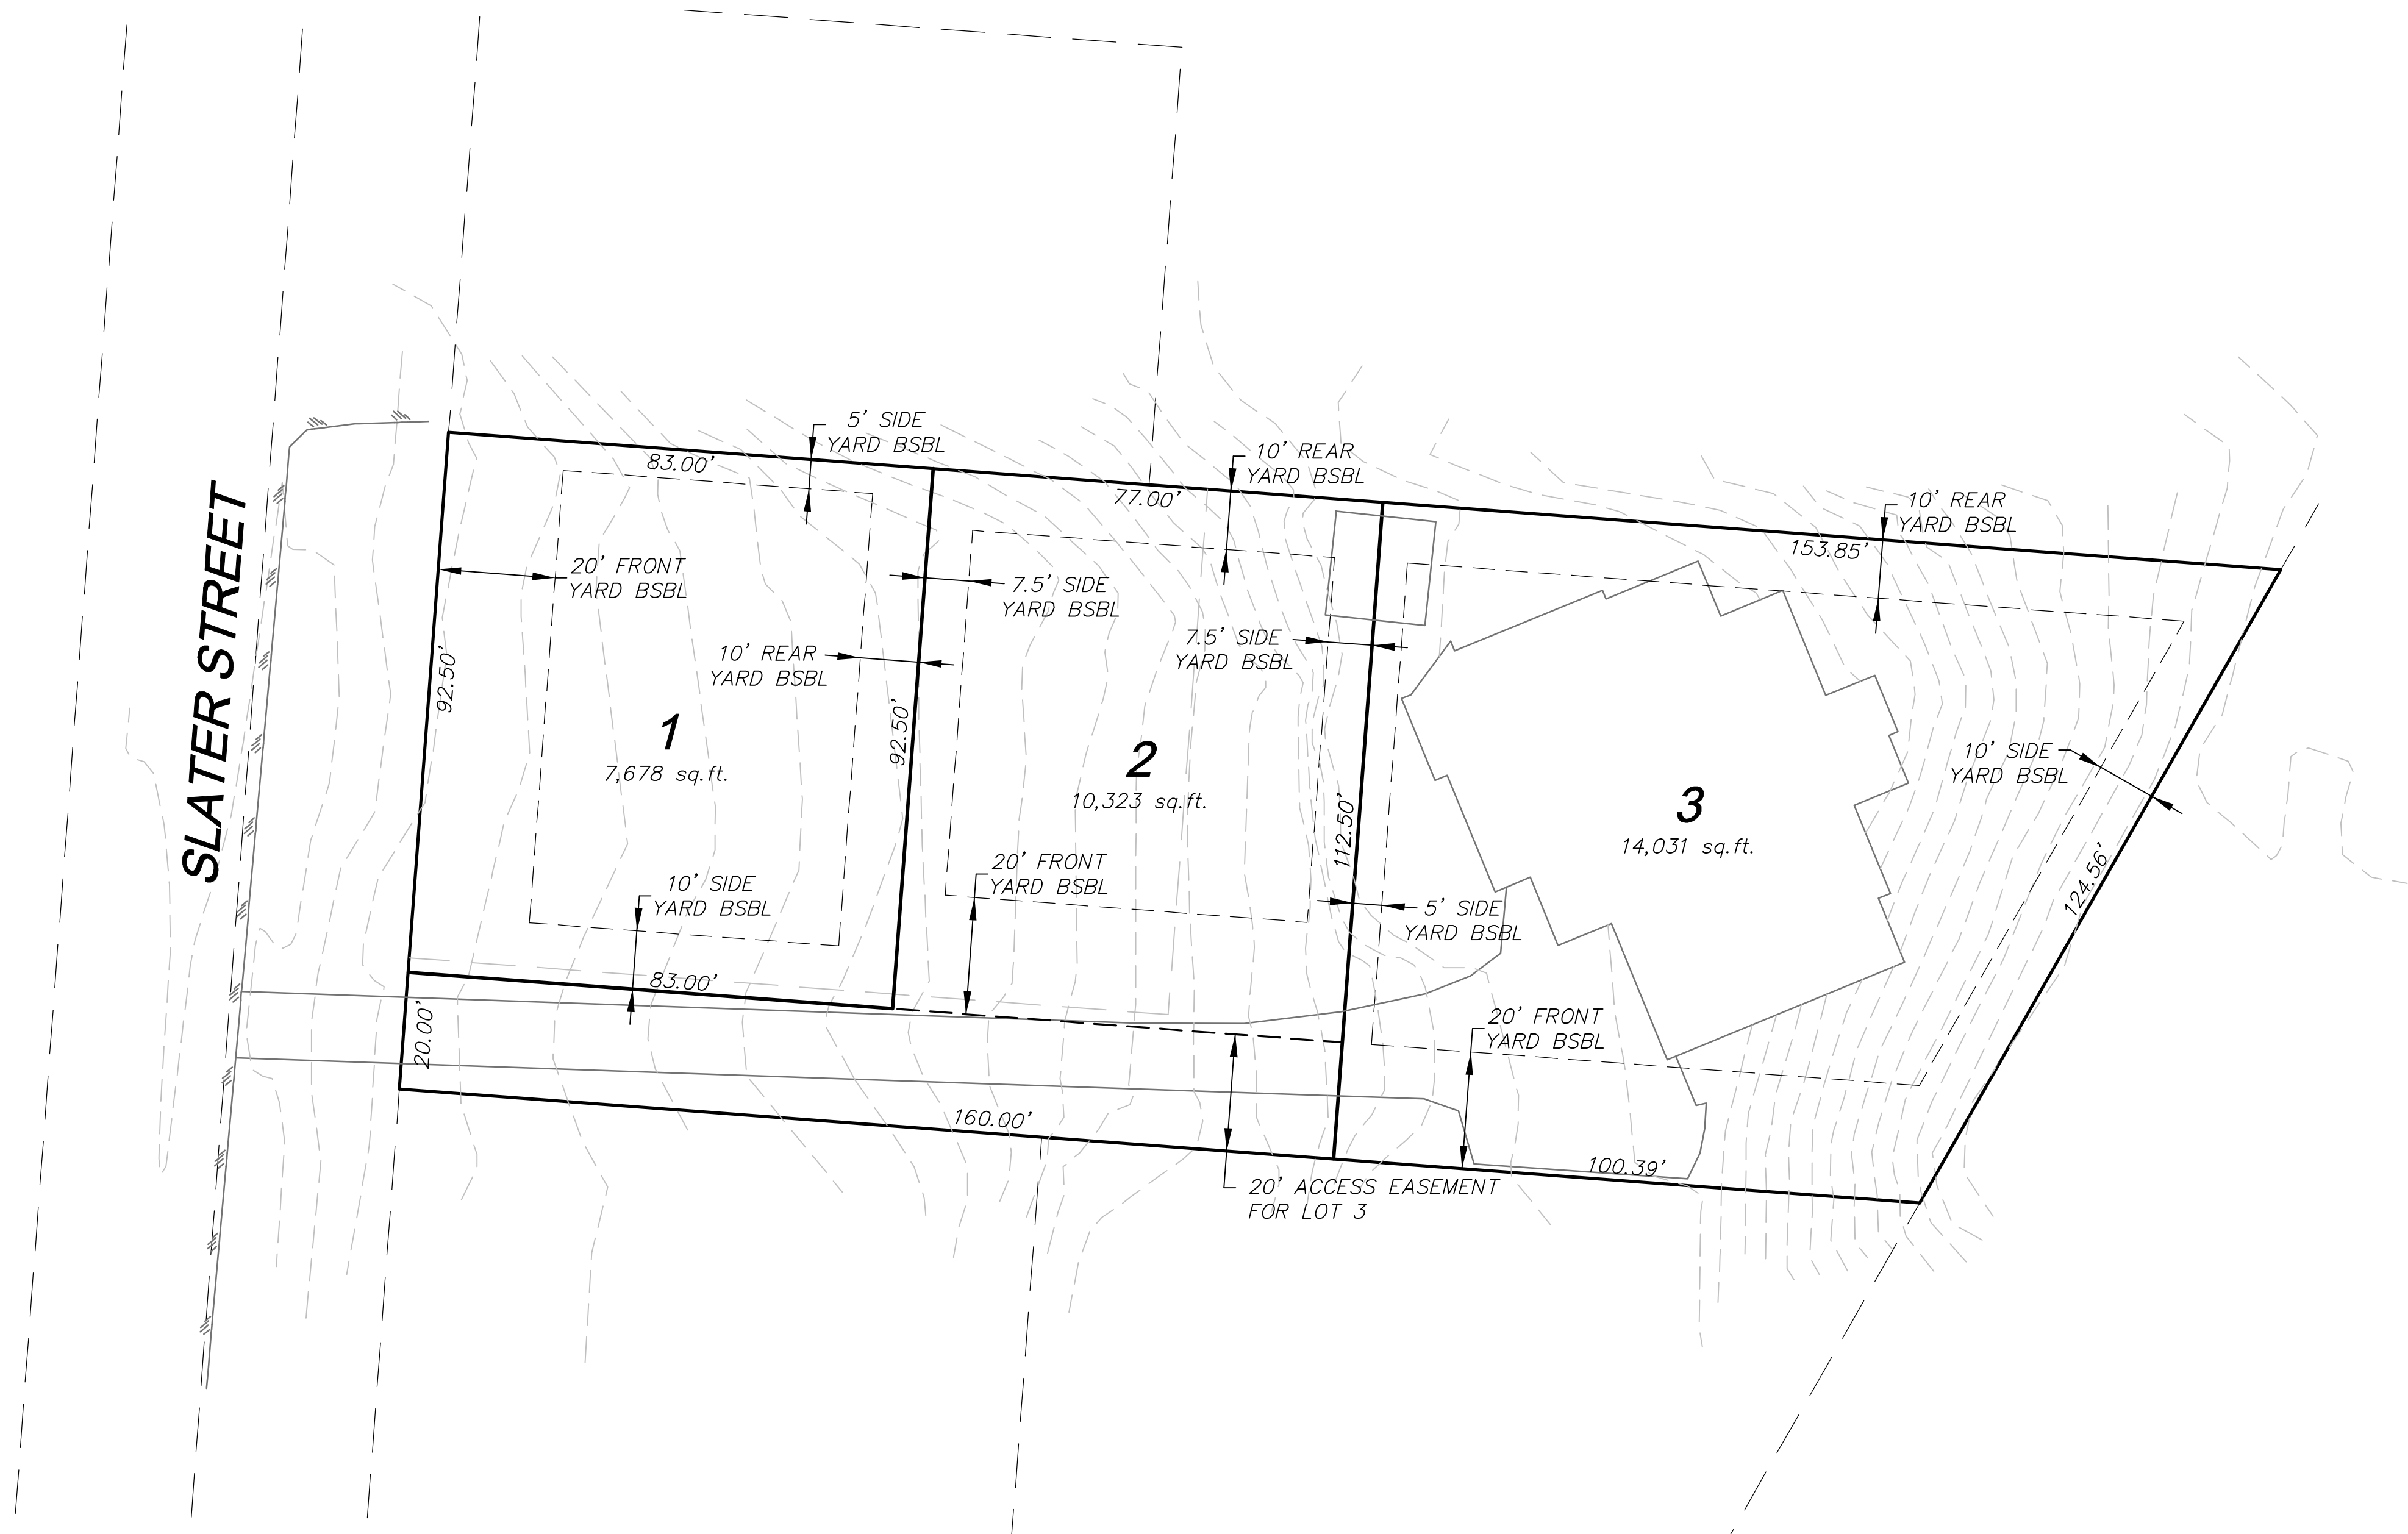 SLATER STREET
5' SIDE
YARD BSBL
83.00'
10' REAR
YARD BSBL
77.00'
10' REAR
YARD BSBL
153.85'
20' FRONT
YARD BSBL
7.5' SIDE
YARD BSBL
92.50'
10' REAR
YARD BSBL
7.5' SIDE
YARD BSBL
1
7,678 sq.ft.
92.50'
2
10,323 sq.ft.
112.50'
3
14,031 sq.ft.
10' SIDE
YARD BSBL
124.56'
10' SIDE
YARD BSBL
20' FRONT
YARD BSBL
5' SIDE
YARD BSBL
83.00'
20.00'
20' FRONT
YARD BSBL
160.00'
100.39'
20' ACCESS EASEMENT
FOR LOT 3